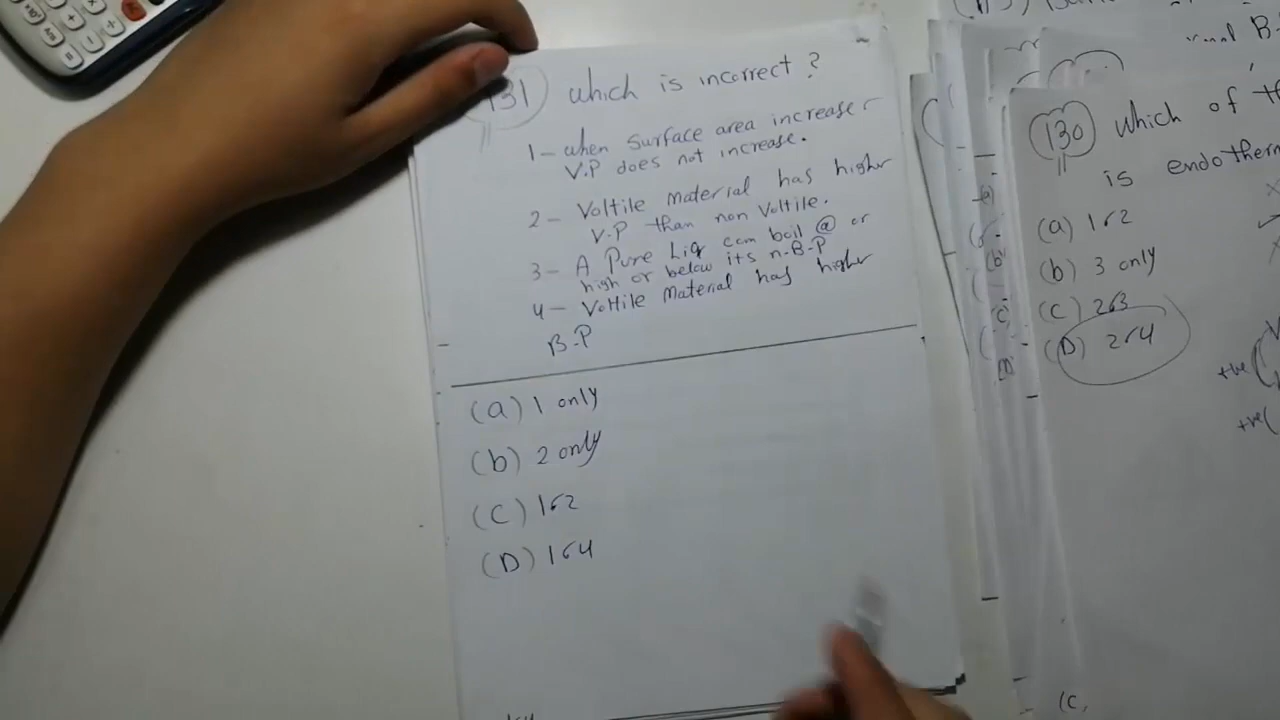 131) Which is incorrect?
1- when Surface area increase
V.P does not increase.
2- Voltile material has higher
V.P than non Voltile.
3- A Pure Liq can boil @ or
high or below its n-B-P
4- Voltile Material has higher
B-P
(a) 1 only
(b) 2 only
(C) 1 & 2
(D) 1 & 4
130 Which of
is endotherm
(a) 1 & 2
(b) 3 only
(C) 2 & 3
(D) 2 & 4
+ve
+ve
(C,